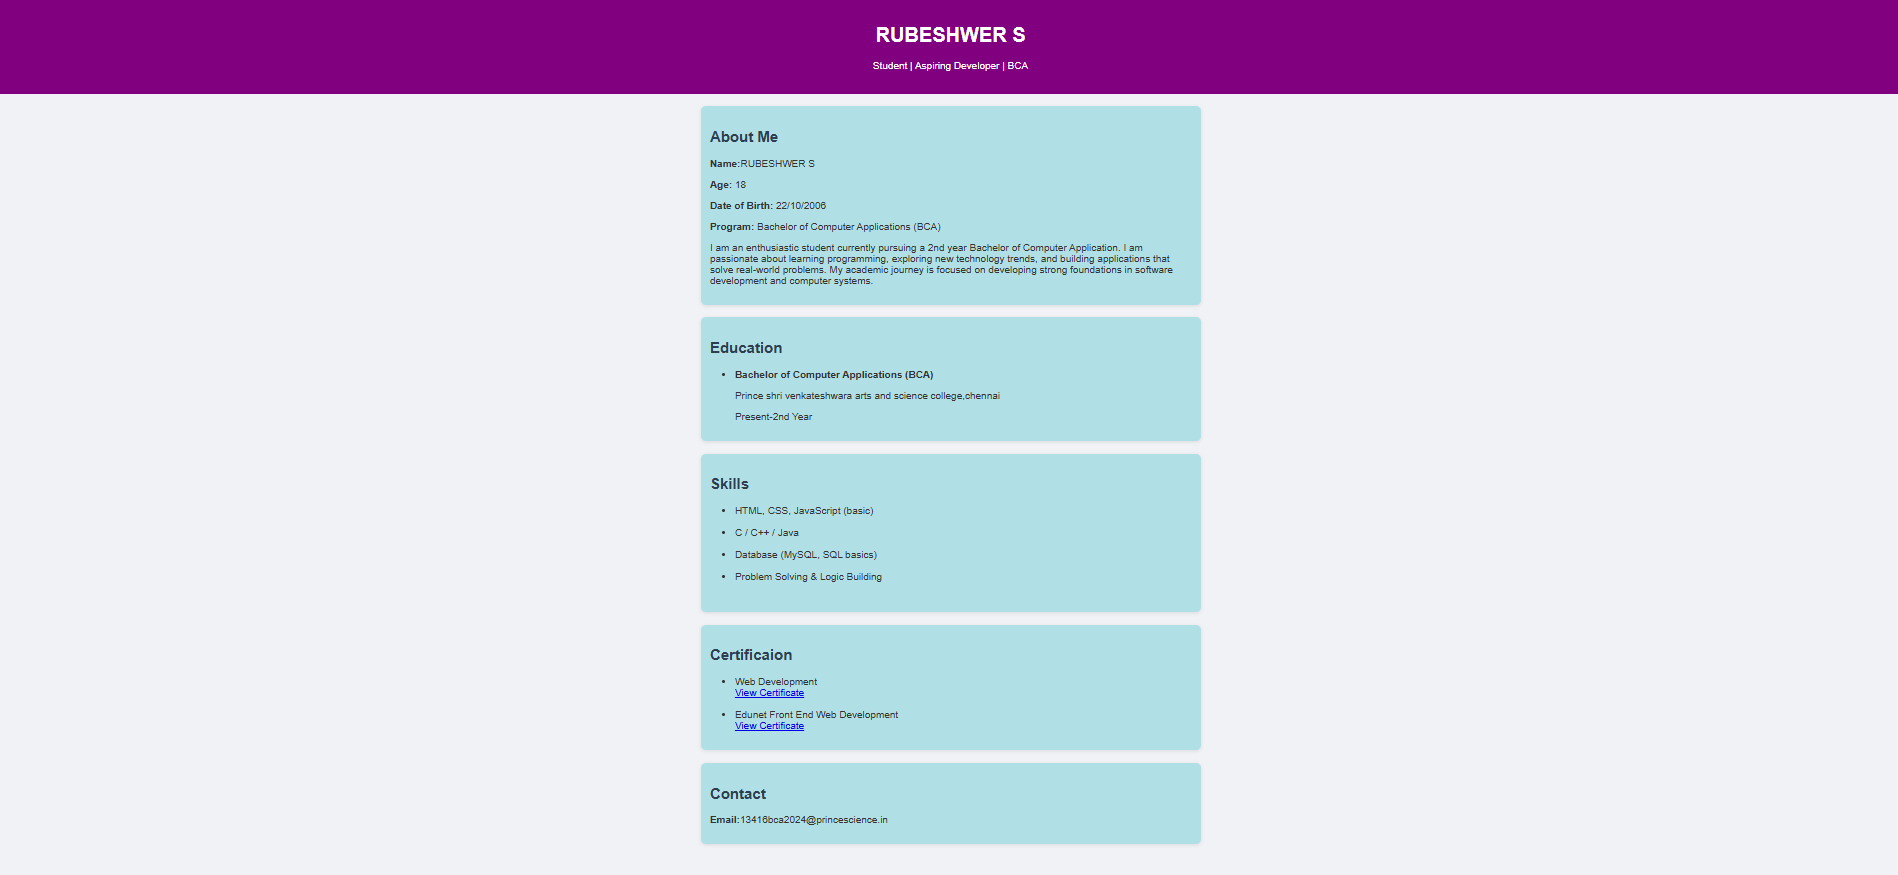 RUBESHWER S
Student | Aspiring Developer | BCA
About Me
Name:RUBESHWER S
Age: 18
Date of Birth: 22/10/2006
Program: Bachelor of Computer Applications (BCA)
I am an enthusiastic student currently pursuing a 2nd year Bachelor of Computer Application. I am
passionate about learning programming, exploring new technology trends, and building applications that
solve real-world problems. My academic journey is focused on developing strong foundations in software
development and computer systems.
Education
• Bachelor of Computer Applications (BCA)
Prince shri venkateshwara arts and science college,chennai
Present-2nd Year
Skills
• HTML, CSS, JavaScript (basic)
• C / C++ / Java
• Database (MySQL, SQL basics)
• Problem Solving & Logic Building
Certificaion
• Web Development
View Certificate
• Edunet Front End Web Development
View Certificate
Contact
Email:13416bca2024@princescience.in